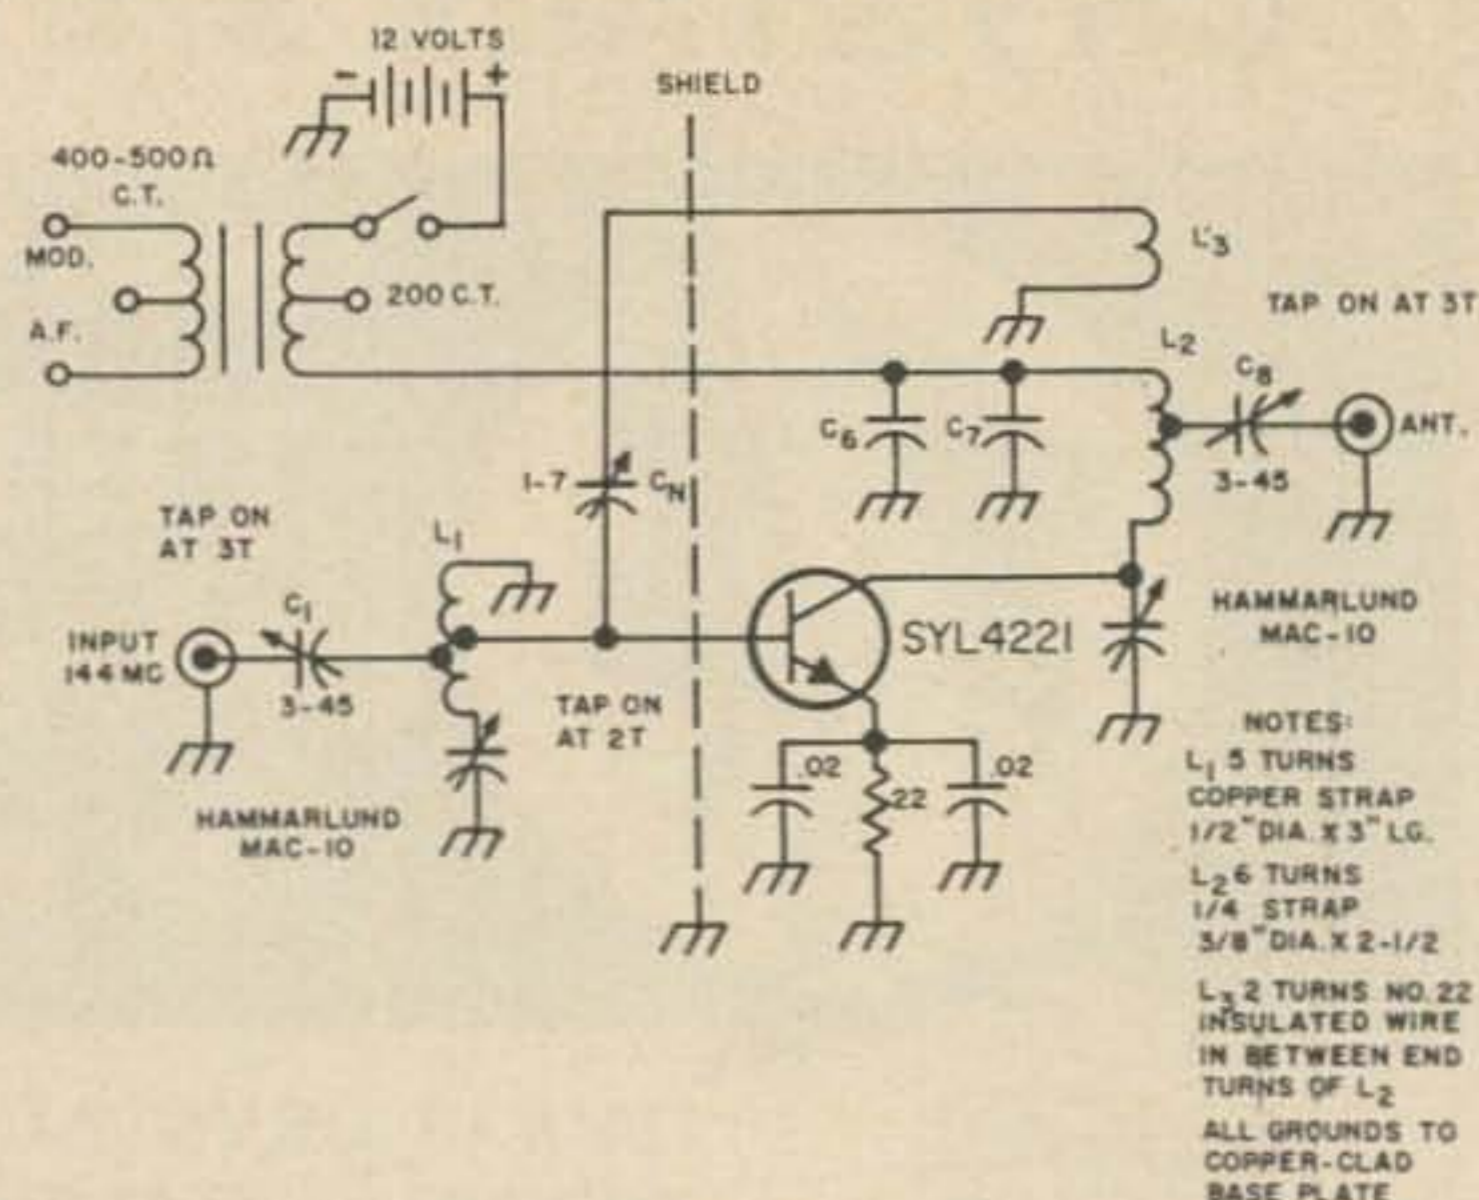 12 VOLTS
- +
SHIELD
400-500Ω
C.T.
MOD.
A.F.
200 C.T.
L3
TAP ON AT 3T
L2
C8
ANT.
3-45
C6
C7
1-7
CN
TAP ON
AT 3T
L1
C1
INPUT
144 MC
3-45
TAP ON
AT 2T
SYL4221
HAMMARLUND
MAC-10
HAMMARLUND
MAC-10
.02
22
.02
NOTES:
L1 5 TURNS
COPPER STRAP
1/2" DIA. X 3" LG.
L2 6 TURNS
1/4 STRAP
3/8" DIA. X 2-1/2
L3 2 TURNS NO. 22
INSULATED WIRE
IN BETWEEN END
TURNS OF L2
ALL GROUNDS TO
COPPER-CLAD
BASE PLATE